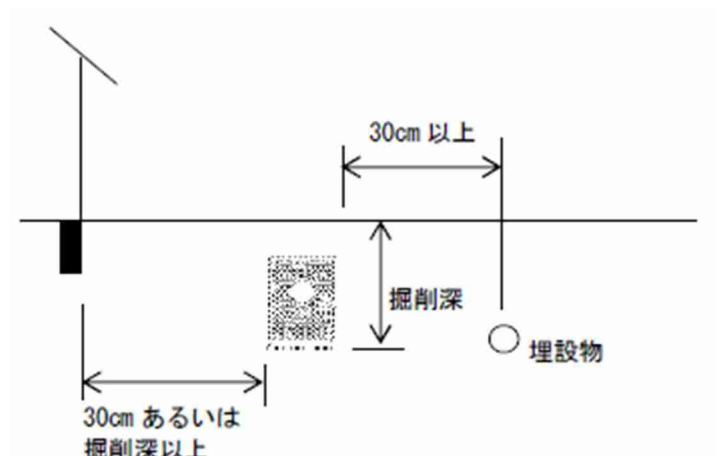 30cm 以上
掘削深
埋設物
30cm あるいは
掘削深以上